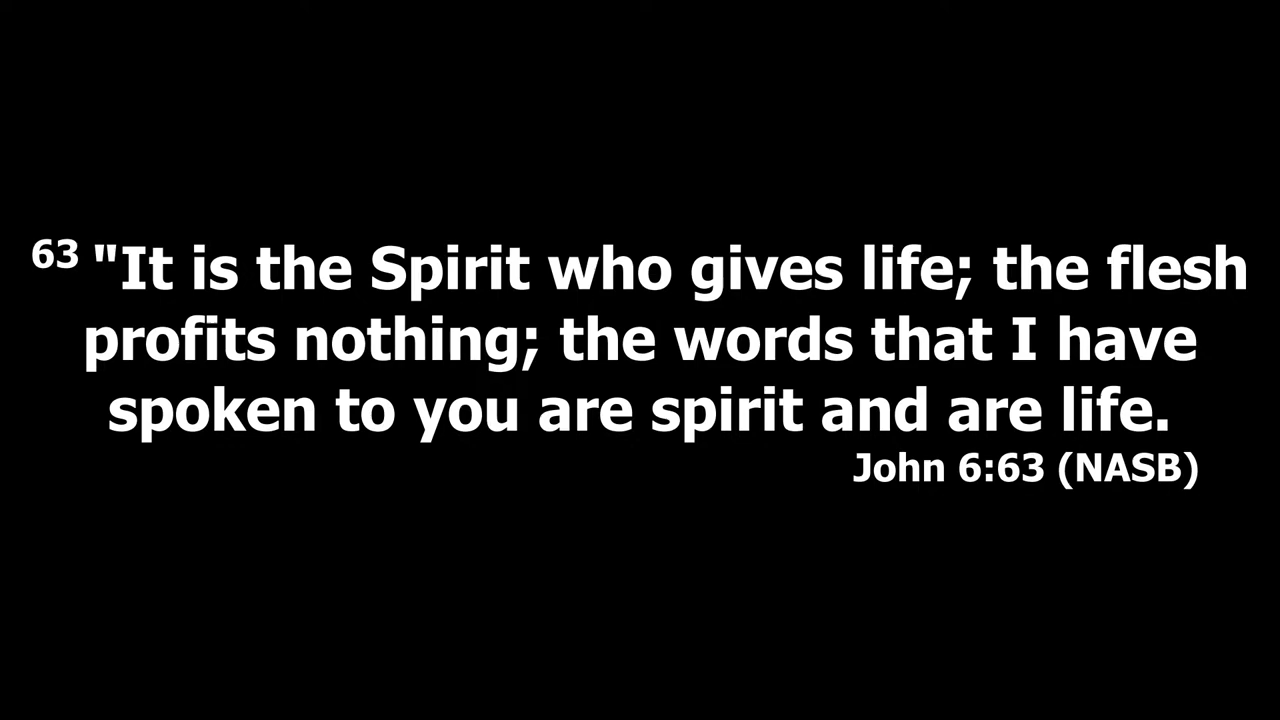 63 "It is the Spirit who gives life; the flesh
profits nothing; the words that I have
spoken to you are spirit and are life.
John 6:63 (NASB)